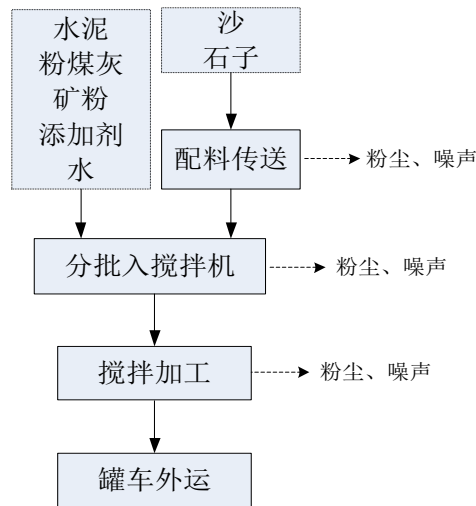 水泥
粉煤灰
矿粉
添加剂
水
沙
石子
配料传送
粉尘、噪声
分批入搅拌机
粉尘、噪声
搅拌加工
粉尘、噪声
罐车外运